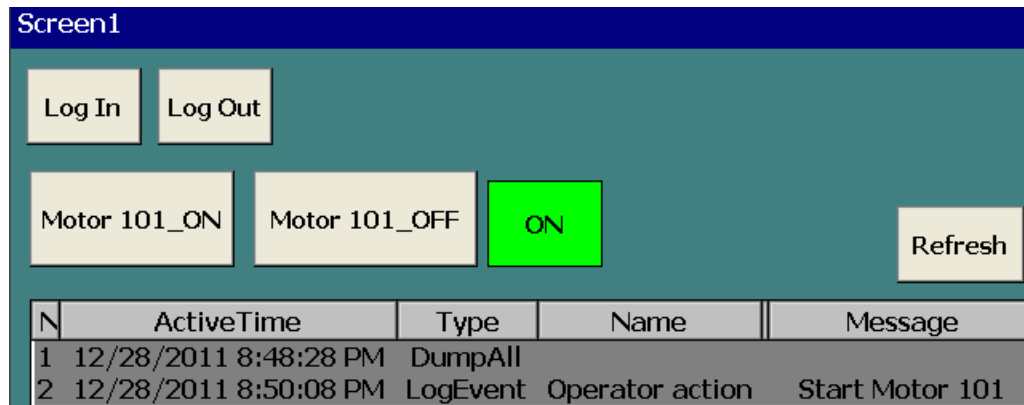 Screen1
Log In Log Out
Motor 101_ON Motor 101_OFF ON
Refresh
N ActiveTime Type Name Message
1 12/28/2011 8:48:28 PM DumpAll
2 12/28/2011 8:50:08 PM LogEvent Operator action Start Motor 101